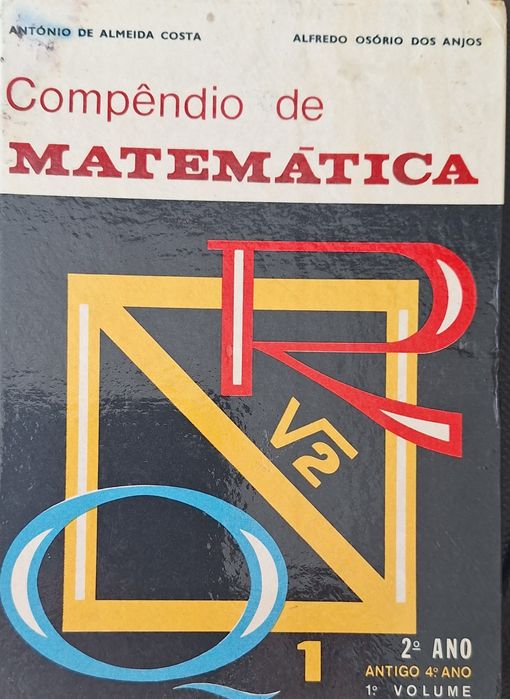 ANTÓNIO DE ALMEIDA COSTA
ALFREDO OSÓRIO DOS ANJOS
Compêndio de
MATEMÁTICA
R
√2
Q
1
2º ANO
ANTIGO 4º ANO
1º VOLUME